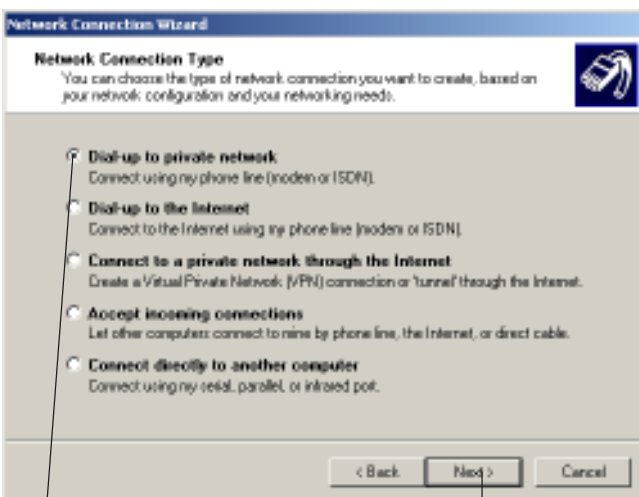 Network Connection Wizard
Network Connection Type
You can choose the type of network connection you want to create, based on
your network configuration and your networking needs.
Dial-up to private network
Connect using my phone line (modem or ISDN).
Dial-up to the Internet
Connect to the Internet using my phone line (modem or ISDN).
Connect to a private network through the Internet
Create a Virtual Private Network (VPN) connection or 'tunnel' through the Internet.
Accept incoming connections
Let other computers connect to mine by phone line, the Internet, or direct cable.
Connect directly to another computer
Connect using my serial, parallel, or infrared port.
< Back Next > Cancel